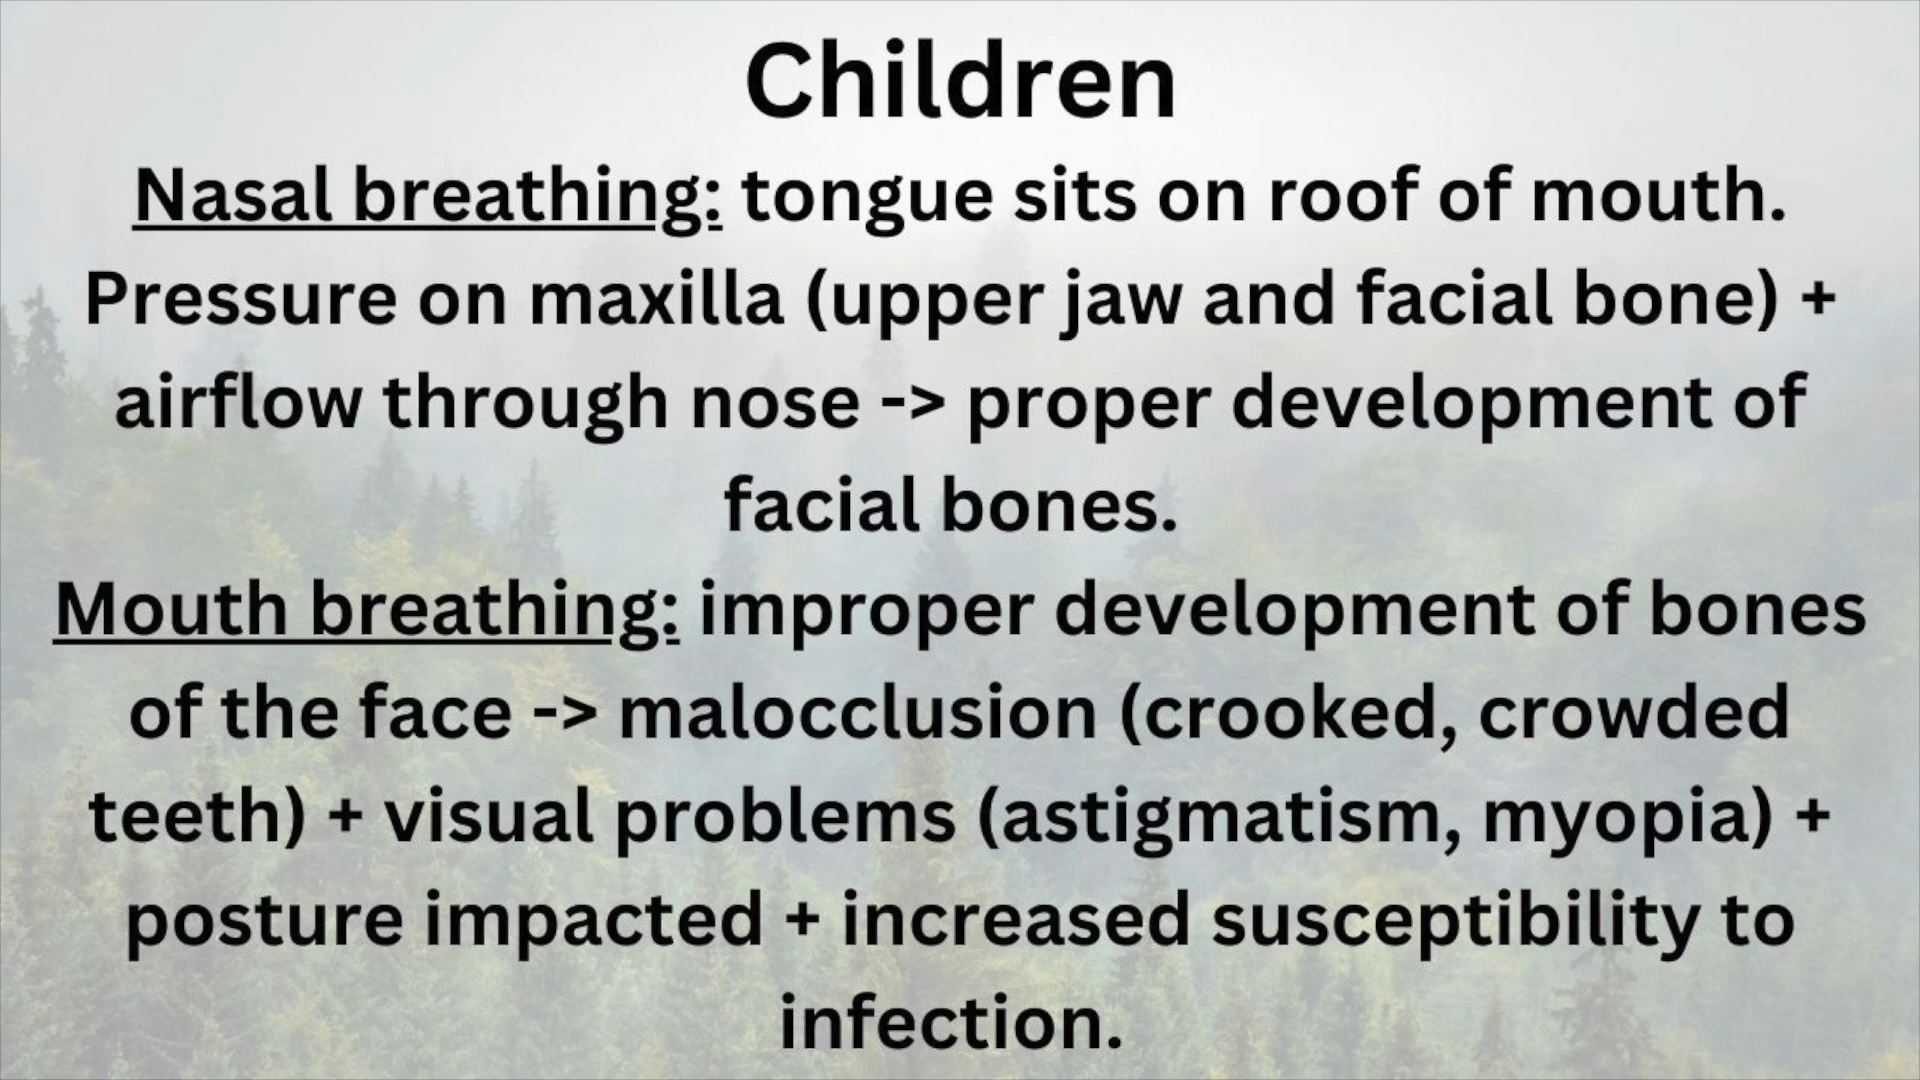 Children
Nasal breathing: tongue sits on roof of mouth.
Pressure on maxilla (upper jaw and facial bone) +
airflow through nose -> proper development of
facial bones.
Mouth breathing: improper development of bones
of the face -> malocclusion (crooked, crowded
teeth) + visual problems (astigmatism, myopia) +
posture impacted + increased susceptibility to
infection.